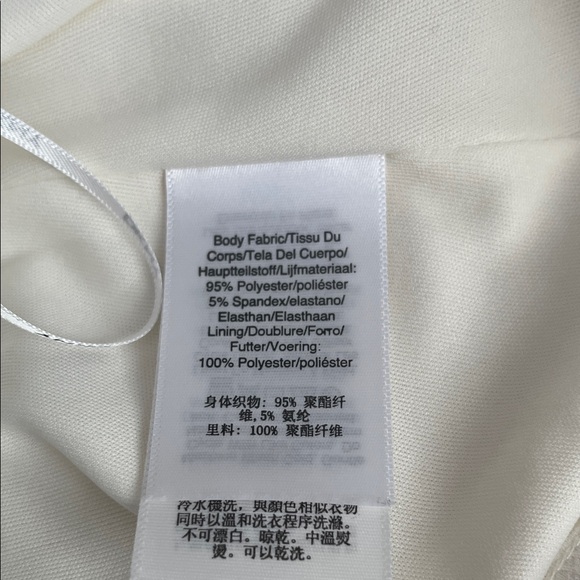 Body Fabric/Tissu Du
Corps/Tela Del Cuerpo/
Hauptteilstoff/Lijfmateriaal:
95% Polyester/poliéster
5% Spandex/elastano/
Elasthan/Elasthaan
Lining/Doublure/Forro/
Futter/Voering:
100% Polyester/poliéster
身体织物: 95% 聚酯纤
维,5% 氨纶
里料: 100% 聚酯纤维
冷水機洗，與顏色相似衣物
同時以溫和洗衣程序洗滌。
不可漂白。晾乾。中溫熨
燙。可以乾洗。